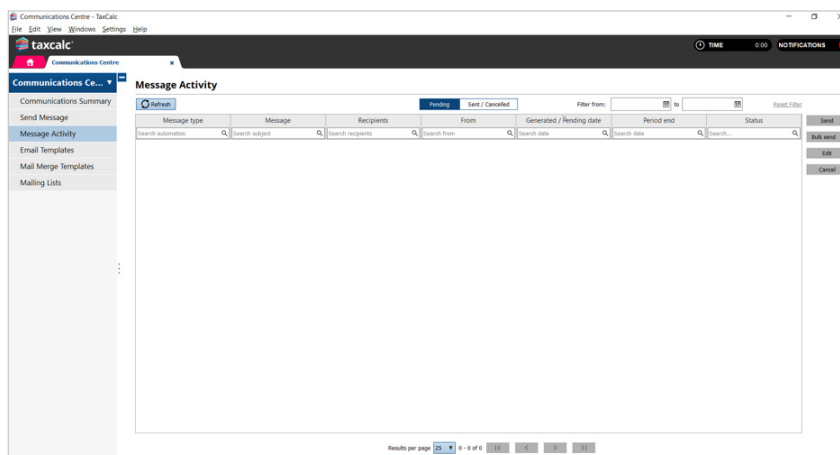 Communications Centre - TaxCalc
File Edit View Windows Settings Help
taxcalc
TIME 0:00 NOTIFICATIONS
Communications Centre x
Communications Ce... ▼
Communications Summary
Send Message
Message Activity
Email Templates
Mail Merge Templates
Mailing Lists
Message Activity
Refresh
Pending Sent / Cancelled
Filter from: to Reset Filter
Message type Message Recipients From Generated / Pending date Period end Status
Search automation Search subject Search recipients Search from Search date Search date Search...
Send
Bulk send
Edit
Cancel
Results per page 25 ▼ 0 - 0 of 0 |< < > >|